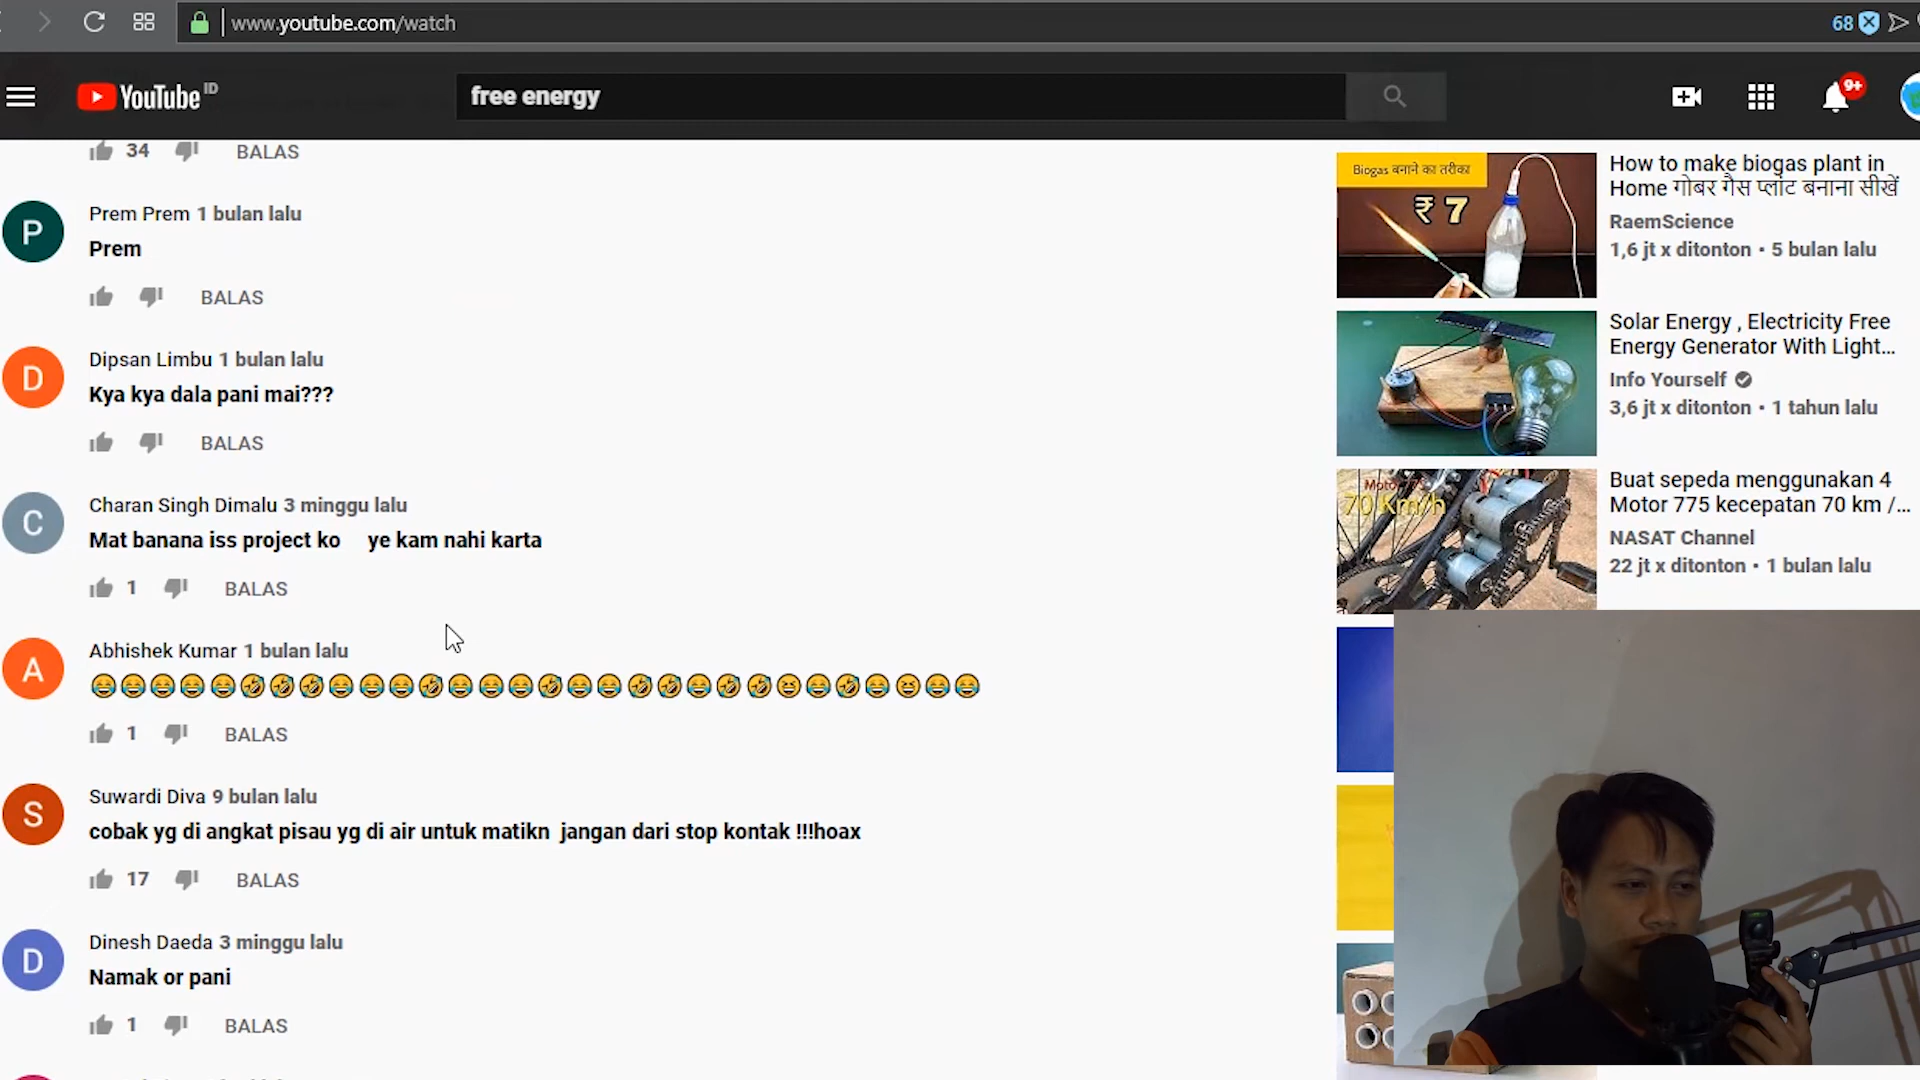 www.youtube.com/watch
68
YouTube ID
free energy
9+
34 BALAS
P
Prem Prem 1 bulan lalu
Prem
BALAS
D
Dipsan Limbu 1 bulan lalu
Kya kya dala pani mai???
BALAS
C
Charan Singh Dimalu 3 minggu lalu
Mat banana iss project ko ye kam nahi karta
1 BALAS
A
Abhishek Kumar 1 bulan lalu
😂😂😂😂😂🤣🤣🤣😂😂😂🤣😂😂😂🤣😂😂🤣🤣😂🤣🤣😆😂🤣😂😆😂😂
1 BALAS
S
Suwardi Diva 9 bulan lalu
cobak yg di angkat pisau yg di air untuk matikn jangan dari stop kontak !!!hoax
17 BALAS
D
Dinesh Daeda 3 minggu lalu
Namak or pani
1 BALAS
Biogas बनाने का तरीका
₹ 7
How to make biogas plant in
Home गोबर गैस प्लांट बनाना सीखें
RaemScience
1,6 jt x ditonton • 5 bulan lalu
Solar Energy , Electricity Free
Energy Generator With Light...
Info Yourself
3,6 jt x ditonton • 1 tahun lalu
Motor 775
70 Km/h
Buat sepeda menggunakan 4
Motor 775 kecepatan 70 km /...
NASAT Channel
22 jt x ditonton • 1 bulan lalu